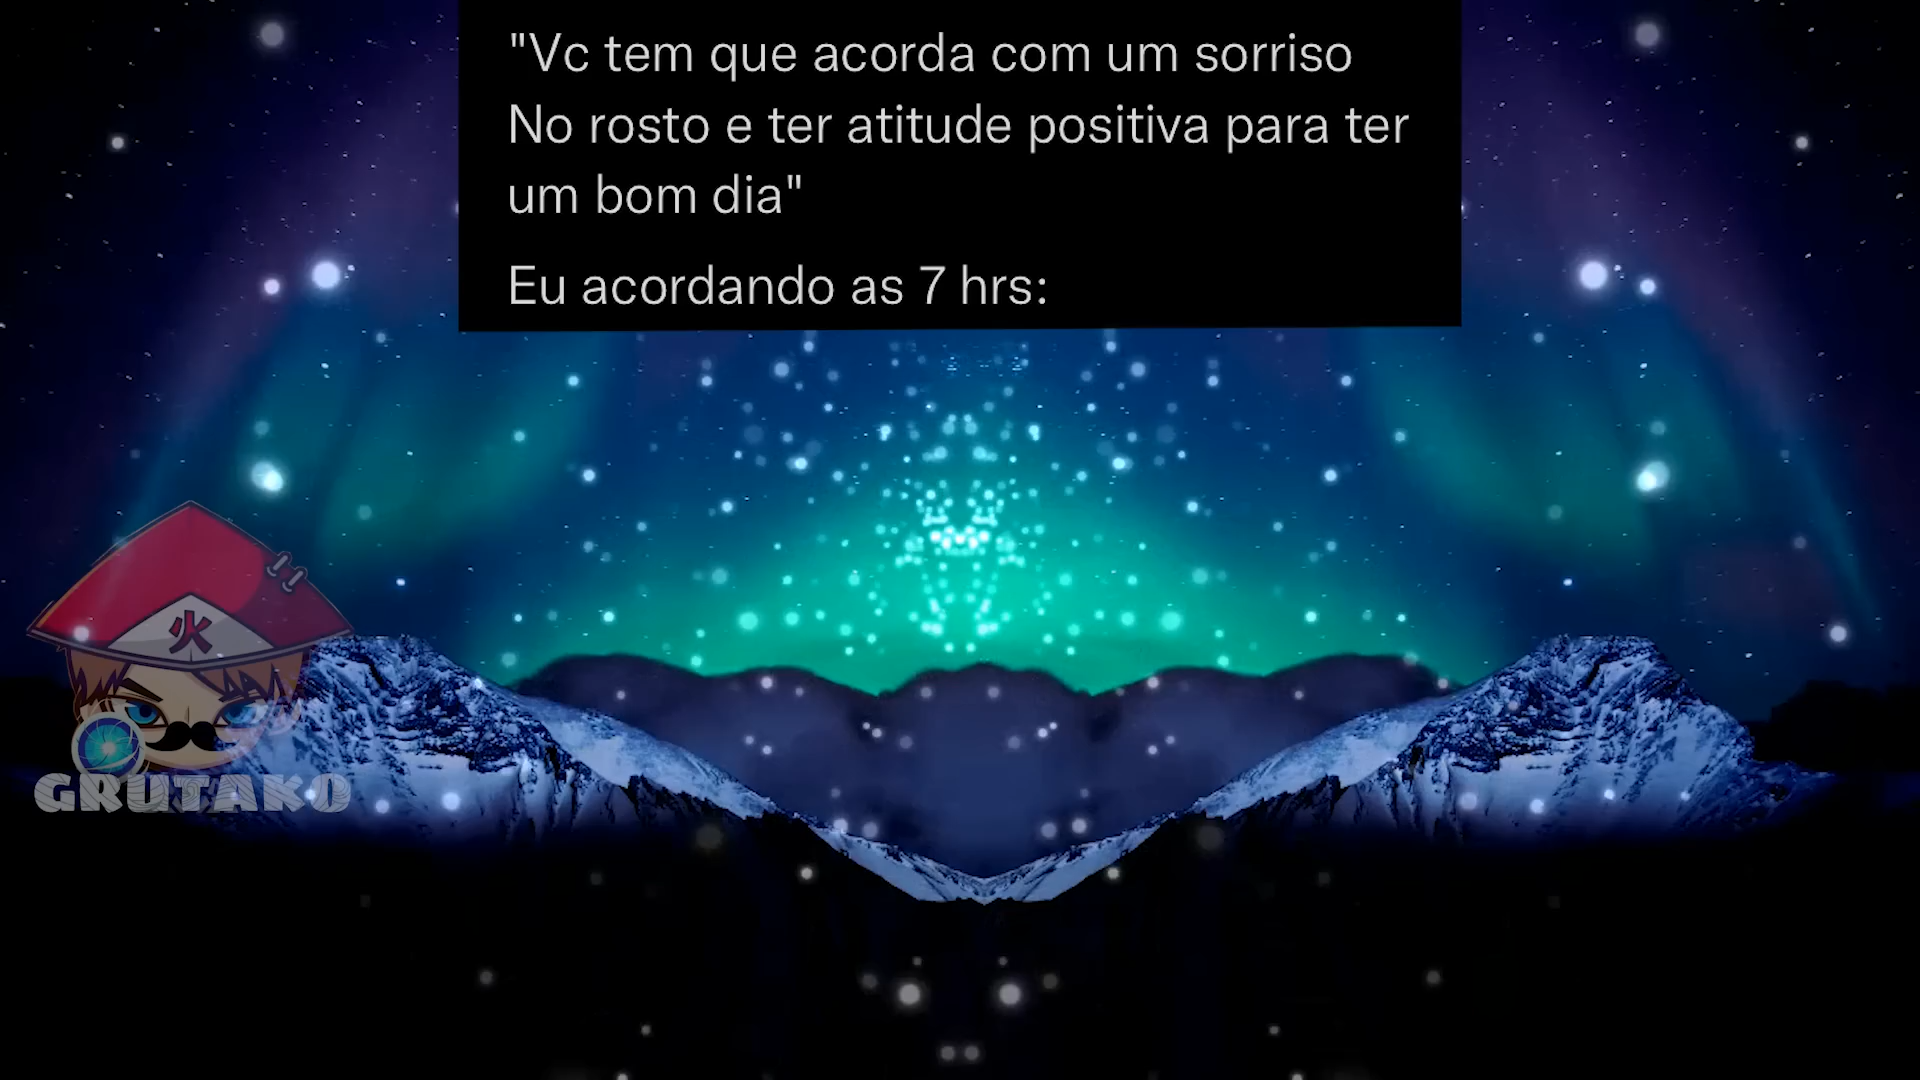 "Vc tem que acorda com um sorriso
No rosto e ter atitude positiva para ter
um bom dia"
Eu acordando as 7 hrs:
火
GRUTAKO